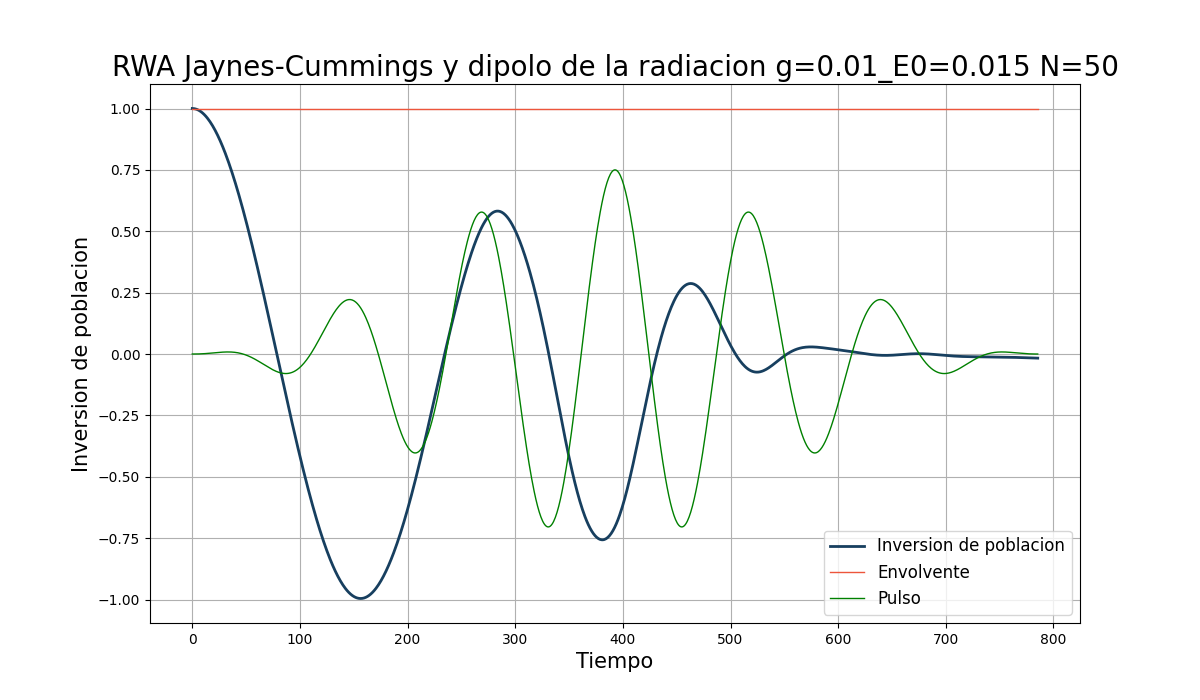 RWA Jaynes-Cummings y dipolo de la radiacion g=0.01_E0=0.015 N=50
1.00
0.75
0.50
0.25
0.00
−0.25
−0.50
−0.75
−1.00
Inversion de poblacion
Inversion de poblacion
Envolvente
Pulso
0 100 200 300 400 500 600 700 800
Tiempo